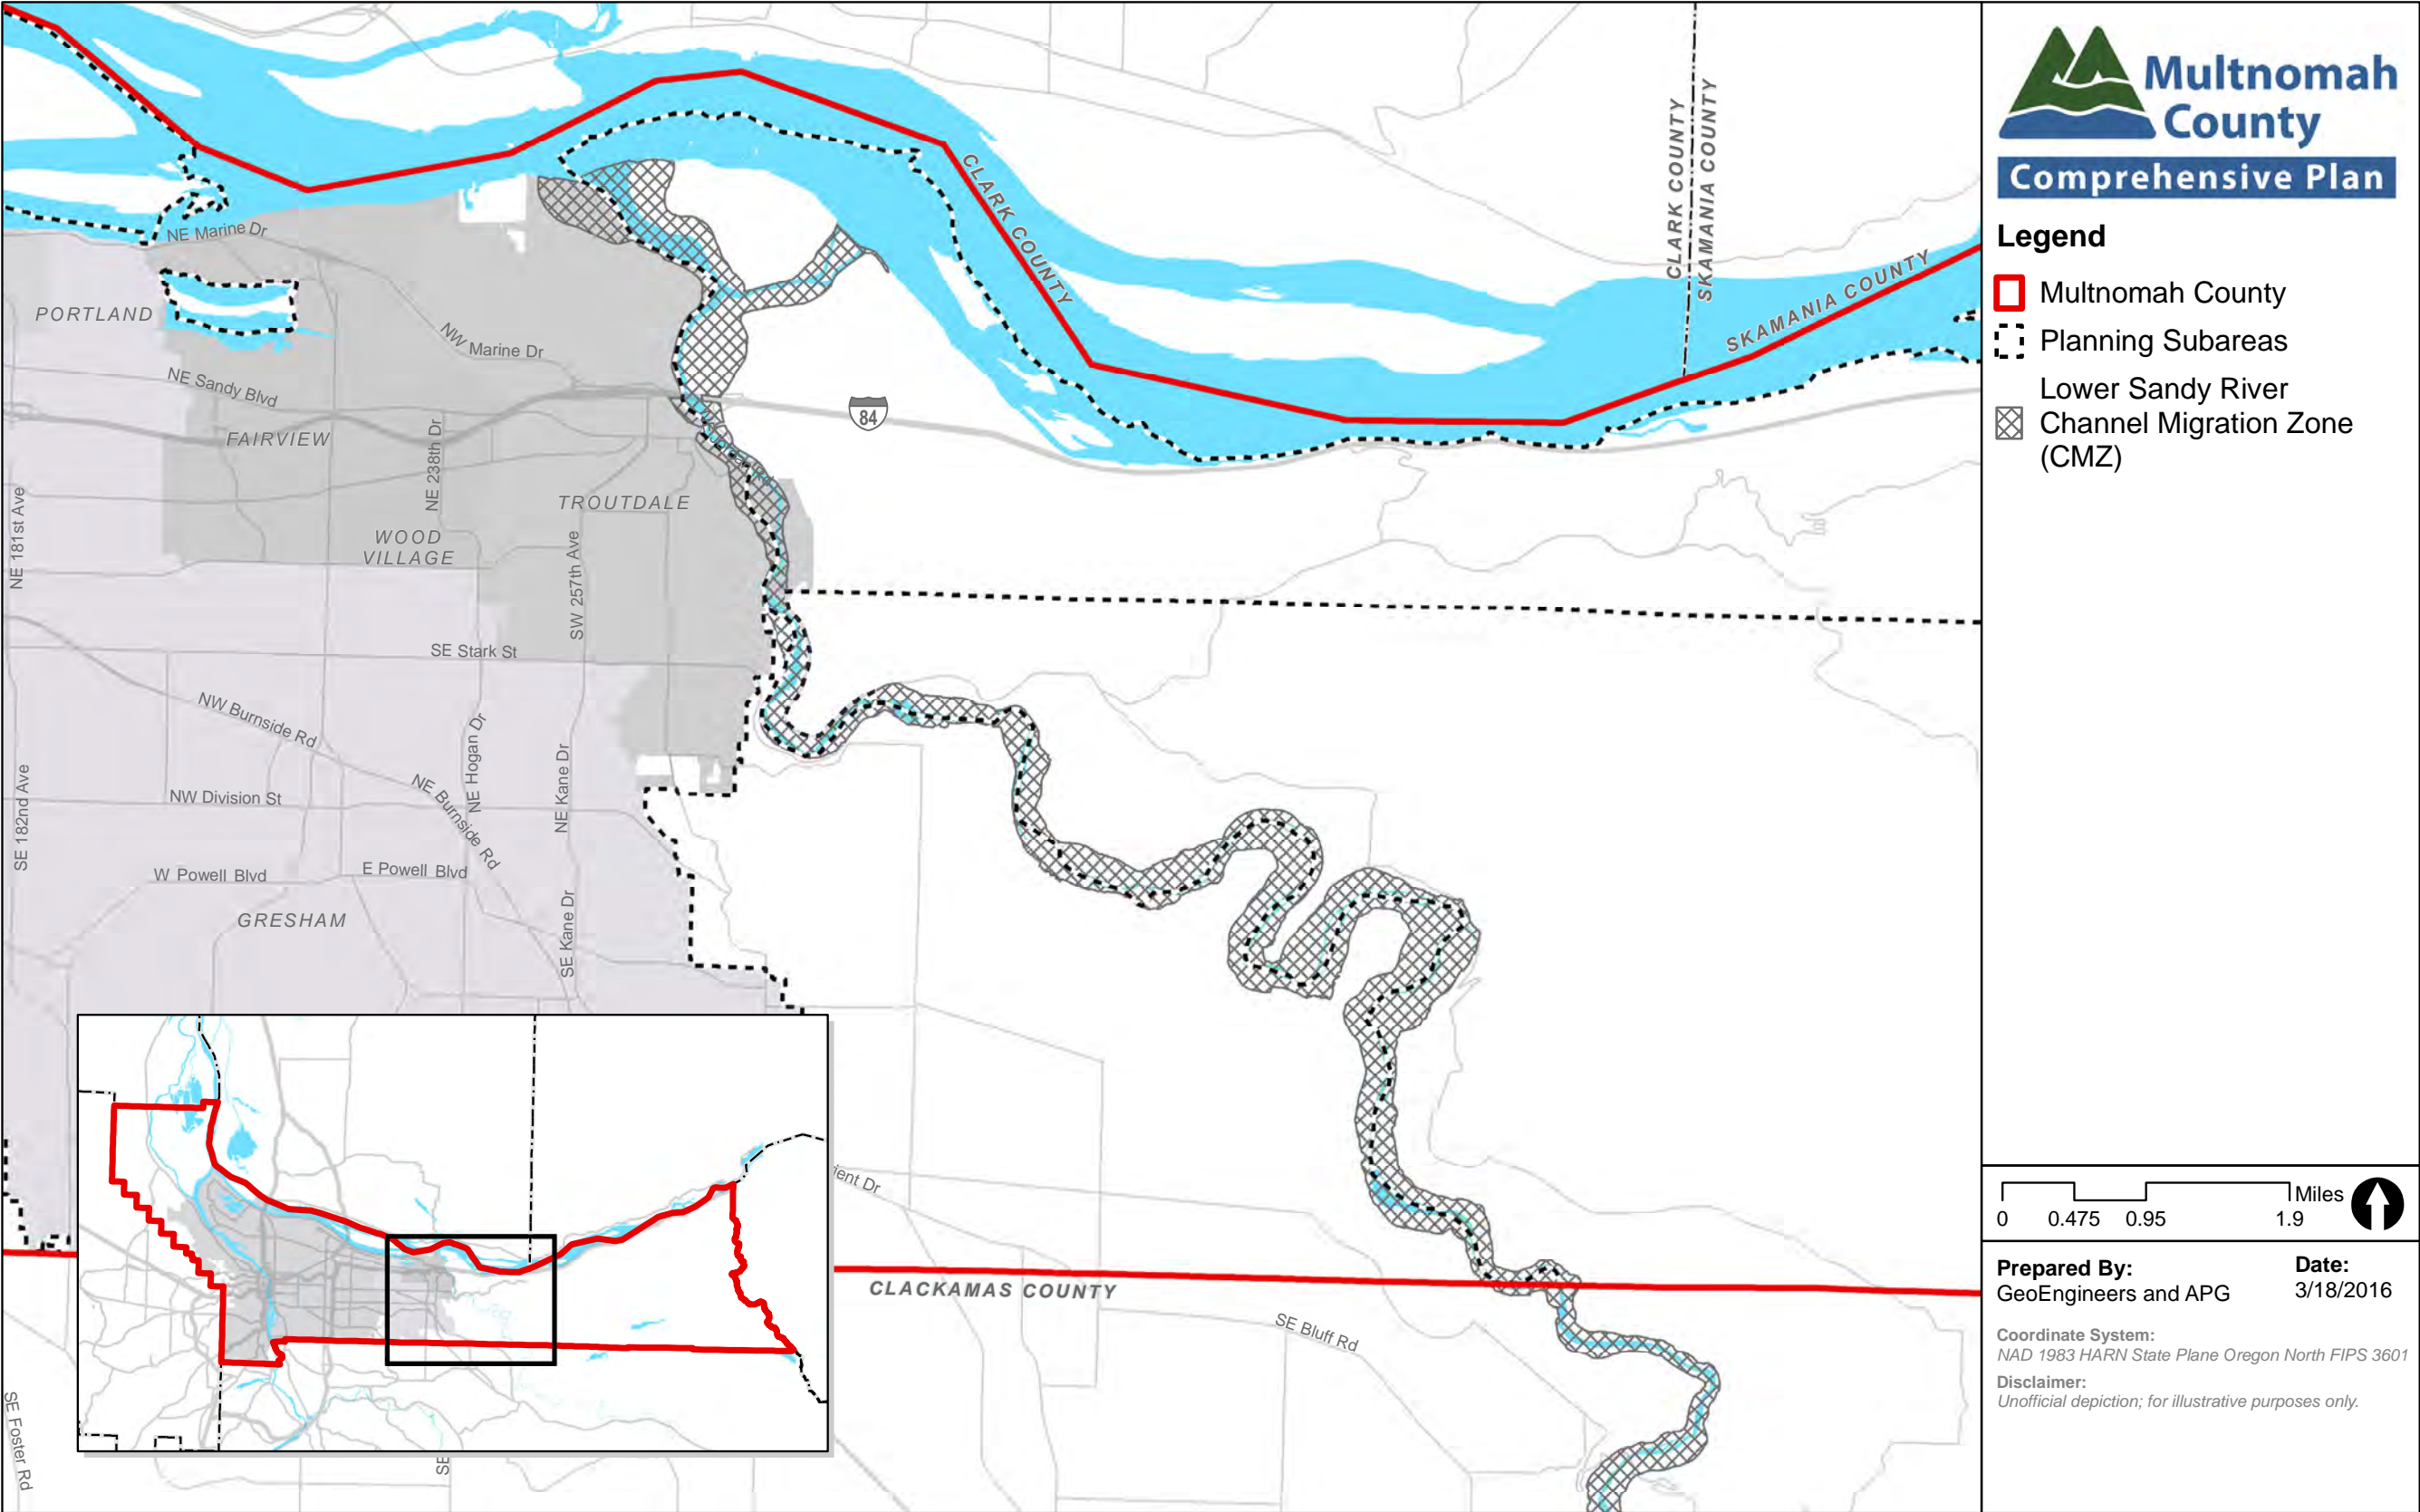 CLARK COUNTY
SKAMANIA COUNTY
CLARK COUNTY
SKAMANIA COUNTY
NE Marine Dr
PORTLAND
NW Marine Dr
NE Sandy Blvd
84
FAIRVIEW
NE 238th Dr
TROUTDALE
NE 181st Ave
WOOD
VILLAGE
SW 257th Ave
SE Stark St
NW Burnside Rd
NE Hogan Dr
NE Kane Dr
SE 182nd Ave
NW Division St
NE Burnside Rd
W Powell Blvd
E Powell Blvd
GRESHAM
SE Kane Dr
ient Dr
CLACKAMAS COUNTY
SE Bluff Rd
SE Foster Rd
SE
Multnomah
County
Comprehensive Plan
Legend
Multnomah County
Planning Subareas
Lower Sandy River
Channel Migration Zone
(CMZ)
Miles
0 0.475 0.95 1.9
Prepared By:
GeoEngineers and APG
Date:
3/18/2016
Coordinate System:
NAD 1983 HARN State Plane Oregon North FIPS 3601
Disclaimer:
Unofficial depiction; for illustrative purposes only.